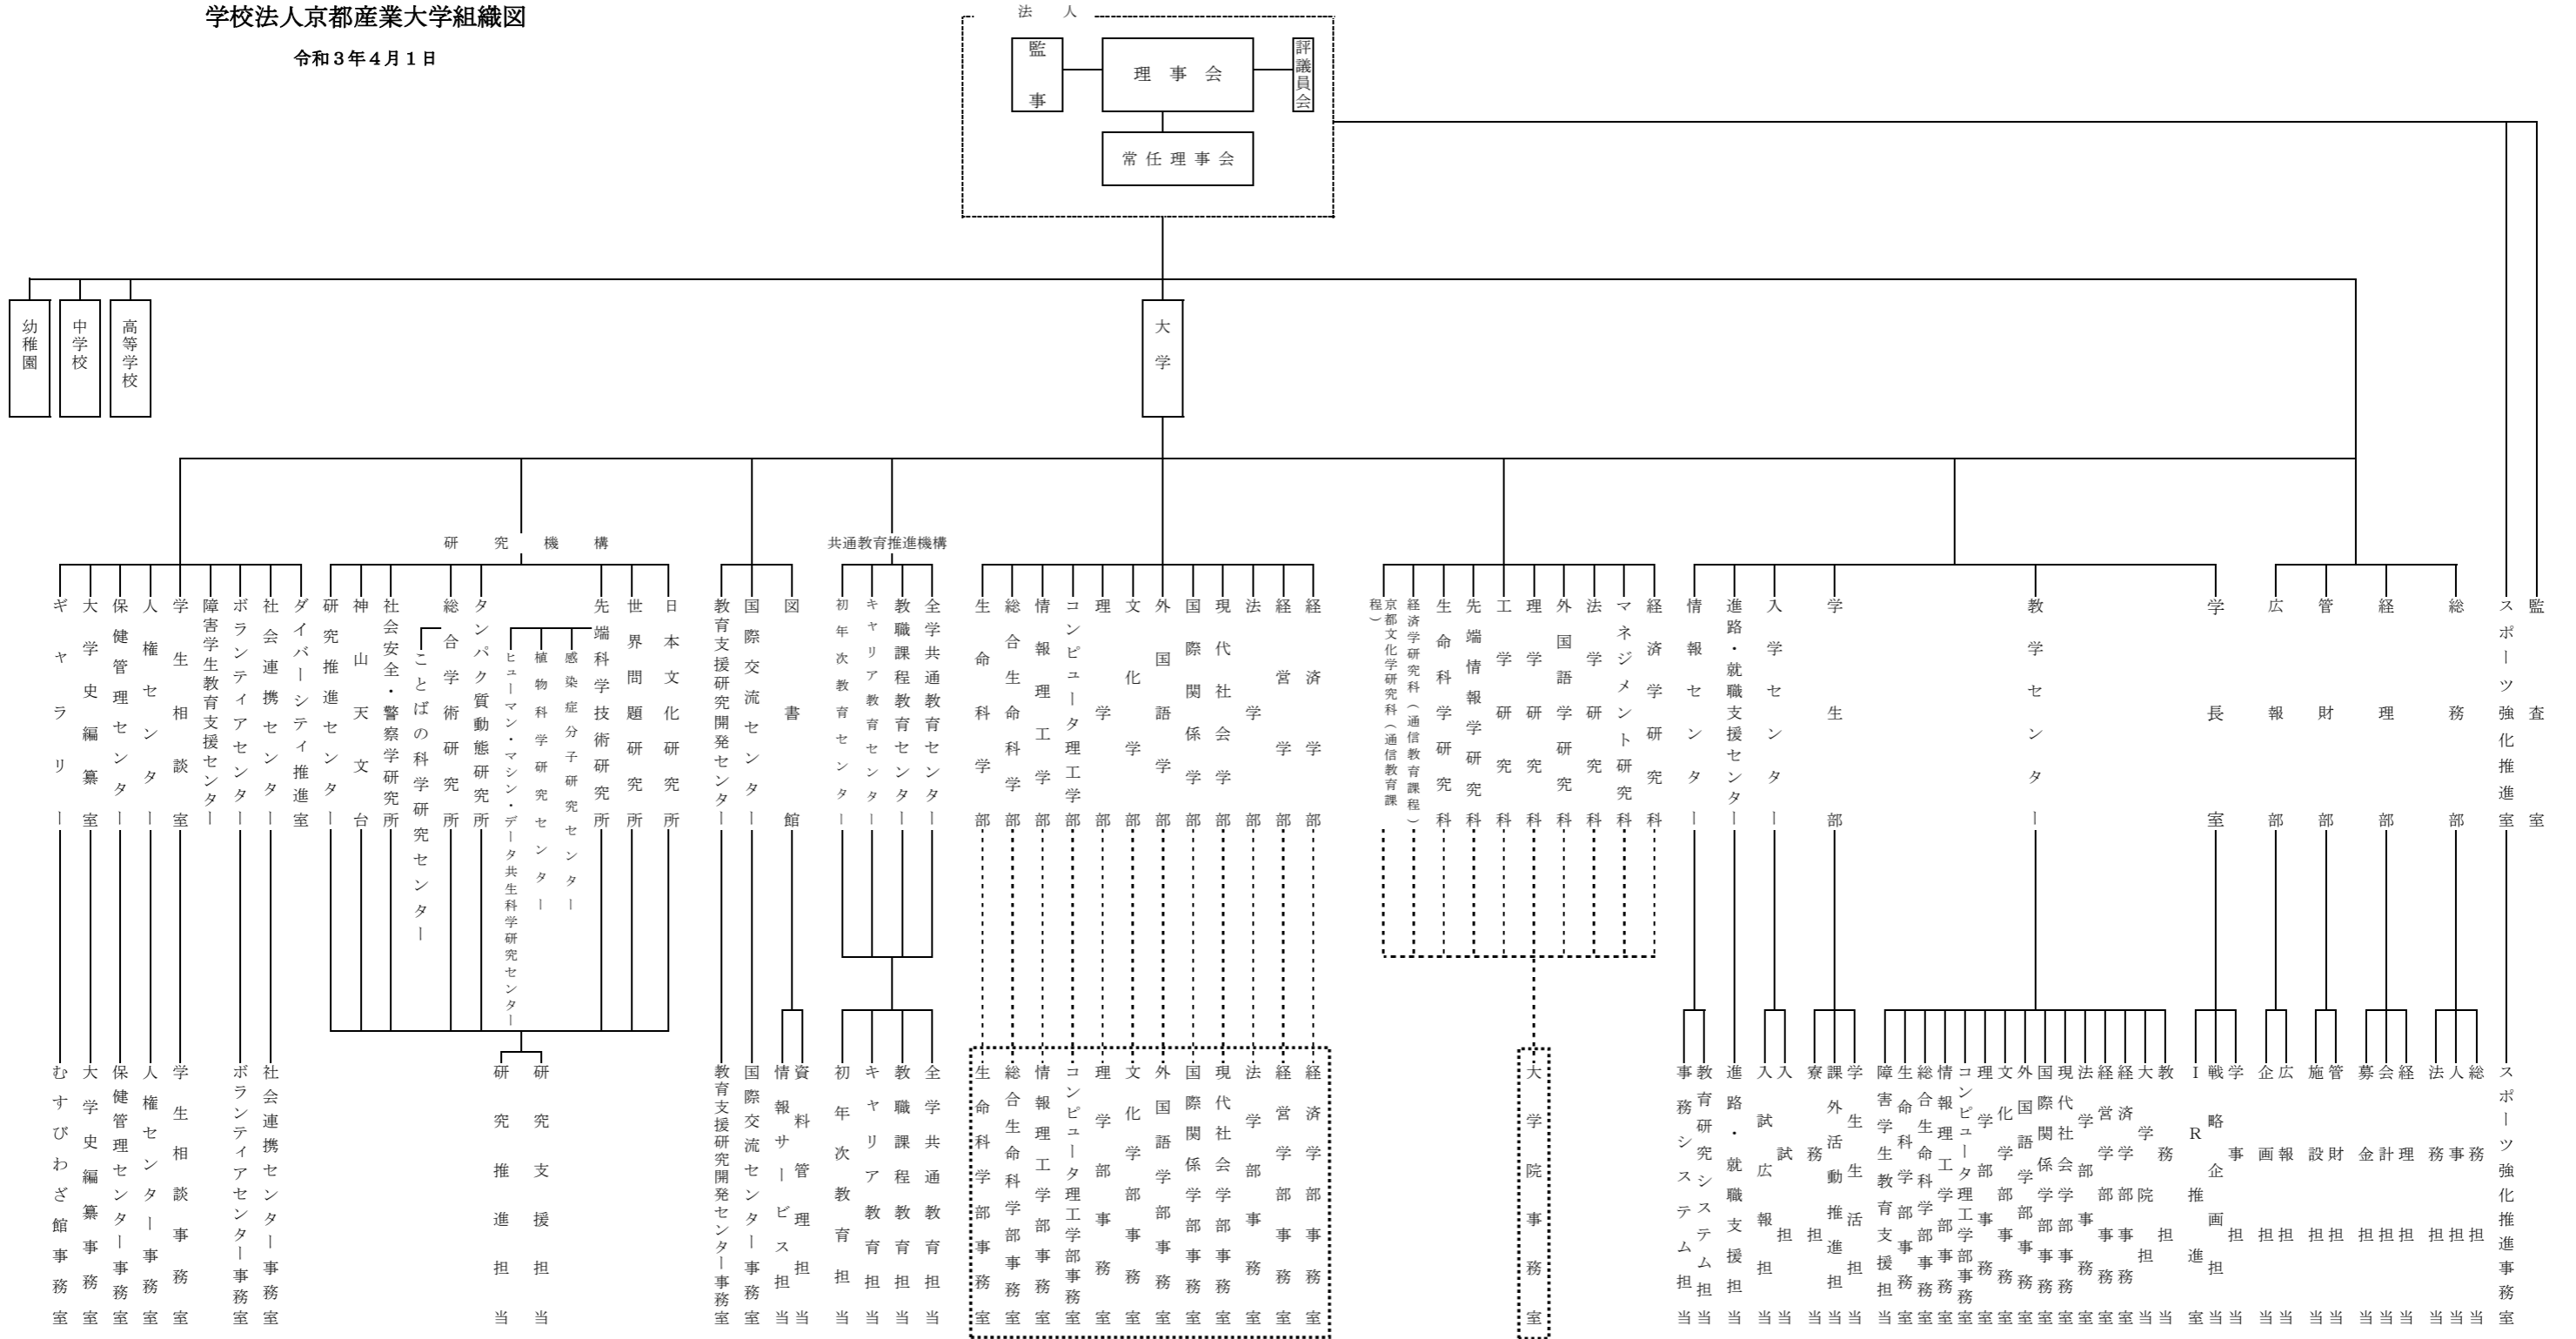 学校法人京都産業大学組織図
令和３年４月１日
法　人
監　事
理　事　会
評議員会
常任理事会
幼稚園
中学校
高等学校
大学
研究機構
共通教育推進機構
ギャラリー
大学史編纂室
保健管理センター
人権センター
学生相談室
障害学生教育支援センター
ボランティアセンター
社会連携センター
ダイバーシティ推進室
研究推進センター
神山天文台
社会安全・警察学研究所
ことばの科学研究センター
総合学術研究所
タンパク質動態研究所
ヒューマン・マシン・データ共生科学研究センター
植物科学研究センター
感染症分子研究センター
先端科学技術研究所
世界問題研究所
日本文化研究所
教育支援研究開発センター
国際交流センター
図書館
初年次教育センター
キャリア教育センター
教職課程教育センター
全学共通教育センター
生命科学部
総合生命科学部
情報理工学部
コンピュータ理工学部
理学部
文化学部
外国語学部
国際関係学部
現代社会学部
法学部
経営学部
経済学部
京都文化学研究科（通信教育課程）
経済学研究科（通信教育課程）
生命科学研究科
先端情報学研究科
工学研究科
理学研究科
外国語学研究科
法学研究科
マネジメント研究科
経済学研究科
情報センター
進路・就職支援センター
入学センター
学生部
教学センター
学長室
広報部
管財部
経理部
総務部
スポーツ強化推進室
監査室
むすびわざ館事務室
大学史編纂事務室
保健管理センター事務室
人権センター事務室
学生相談事務室
ボランティアセンター事務室
社会連携センター事務室
研究推進担当
研究支援担当
教育支援研究開発センター事務室
国際交流センター事務室
情報サービス担当
資料管理担当
初年次教育担当
キャリア教育担当
教職課程教育担当
全学共通教育担当
生命科学部事務室
総合生命科学部事務室
情報理工学部事務室
コンピュータ理工学部事務室
理学部事務室
文化学部事務室
外国語学部事務室
国際関係学部事務室
現代社会学部事務室
法学部事務室
経営学部事務室
経済学部事務室
大学院事務室
事務システム担当
教育研究システム担当
進路・就職支援担当
入試広報担当
入試担当
寮務担当
課外活動推進担当
学生生活担当
障害学生教育支援担当
生命科学部事務室
総合生命科学部事務室
情報理工学部事務室
コンピュータ理工学部事務室
理学部事務室
文化学部事務室
外国語学部事務室
国際関係学部事務室
現代社会学部事務室
法学部事務室
経営学部事務室
経済学部事務室
大学院担当
教務担当
ＩＲ推進室
戦略企画担当
学事担当
企画担当
広報担当
施設担当
管財担当
募金担当
会計担当
経理担当
法務担当
人事担当
総務担当
スポーツ強化推進事務室